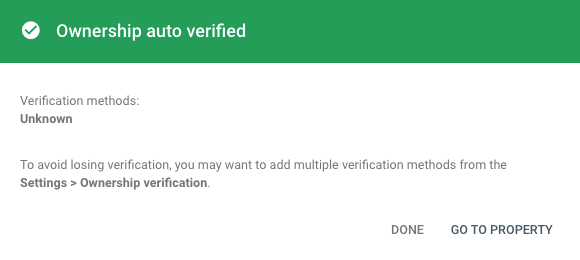 Ownership auto verified
Verification methods:
Unknown
To avoid losing verification, you may want to add multiple verification methods from the
Settings > Ownership verification.
DONE GO TO PROPERTY